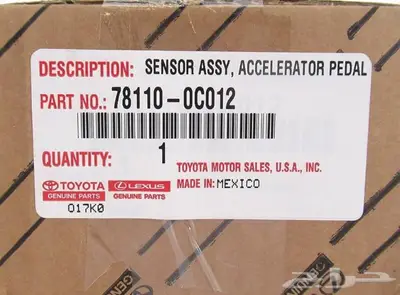 DESCRIPTION: SENSOR ASSY, ACCELERATOR PEDAL
PART NO.: 78110-0C012
QUANTITY: 1
TOYOTA MOTOR SALES, U.S.A., INC.
TOYOTA GENUINE PARTS
LEXUS GENUINE PARTS
MADE IN: MEXICO
017K0